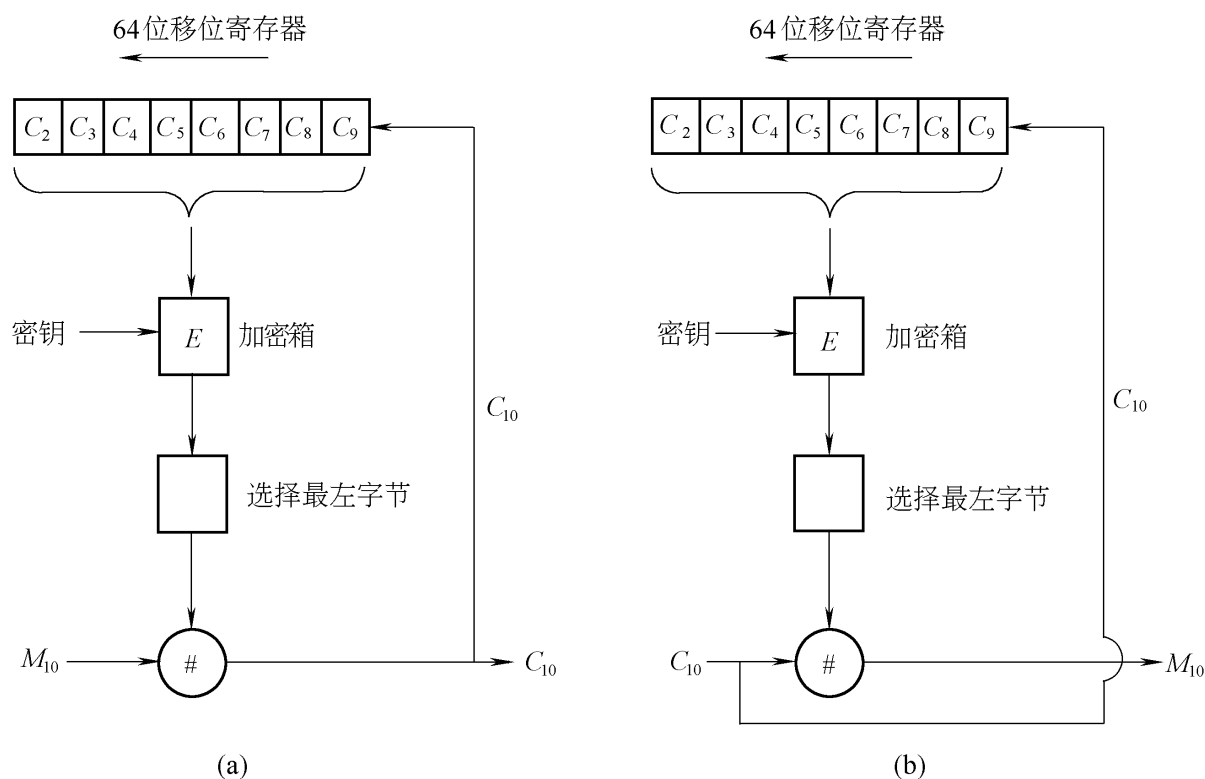 64位移位寄存器
C₂ C₃ C₄ C₅ C₆ C₇ C₈ C₉
密钥
E
加密箱
C₁₀
选择最左字节
M₁₀
#
C₁₀
(a)
64位移位寄存器
C₂ C₃ C₄ C₅ C₆ C₇ C₈ C₉
密钥
E
加密箱
C₁₀
选择最左字节
C₁₀
#
M₁₀
(b)